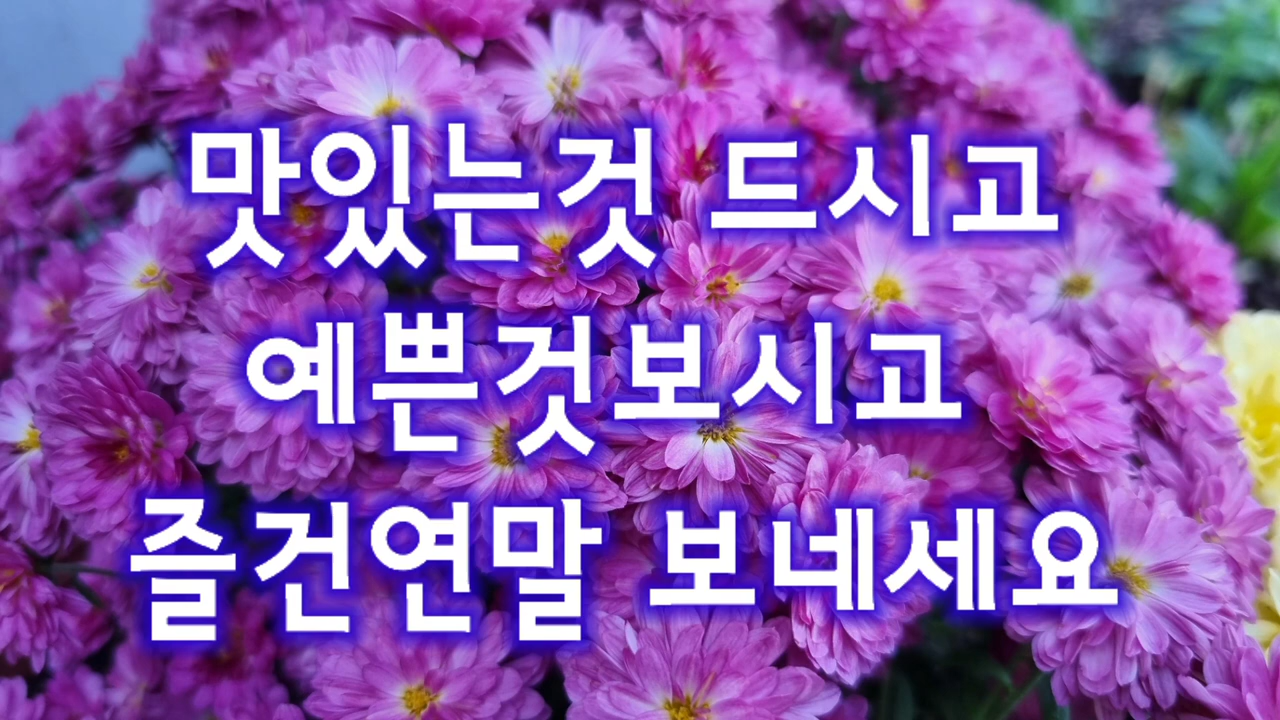 맛있는것 드시고
예쁜것보시고
즐건연말 보네세요